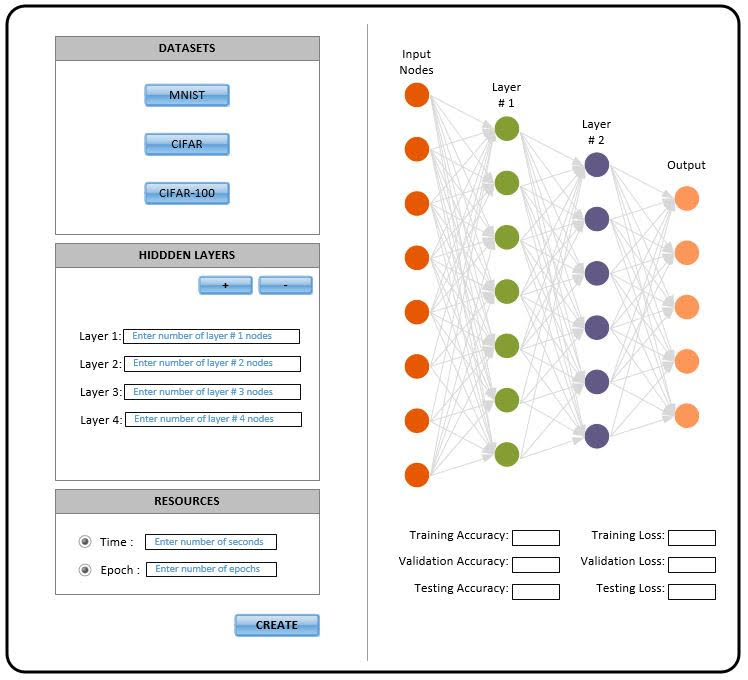 DATASETS
MNIST
CIFAR
CIFAR-100
HIDDDEN LAYERS
+ -
Layer 1: Enter number of layer # 1 nodes
Layer 2: Enter number of layer # 2 nodes
Layer 3: Enter number of layer # 3 nodes
Layer 4: Enter number of layer # 4 nodes
RESOURCES
Time : Enter number of seconds
Epoch : Enter number of epochs
CREATE
Input
Nodes
Layer
# 1
Layer
# 2
Output
Training Accuracy: Training Loss:
Validation Accuracy: Validation Loss:
Testing Accuracy: Testing Loss: